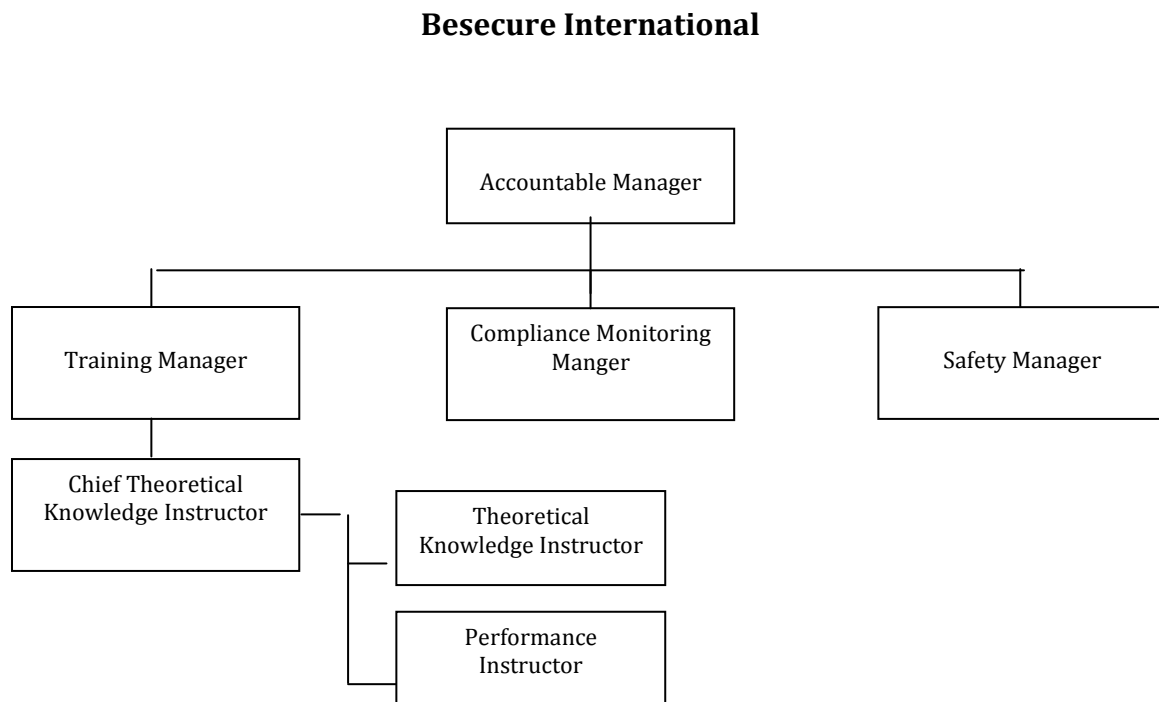 Besecure International
Accountable Manager
Training Manager
Compliance Monitoring
Manger
Safety Manager
Chief Theoretical
Knowledge Instructor
Theoretical
Knowledge Instructor
Performance
Instructor